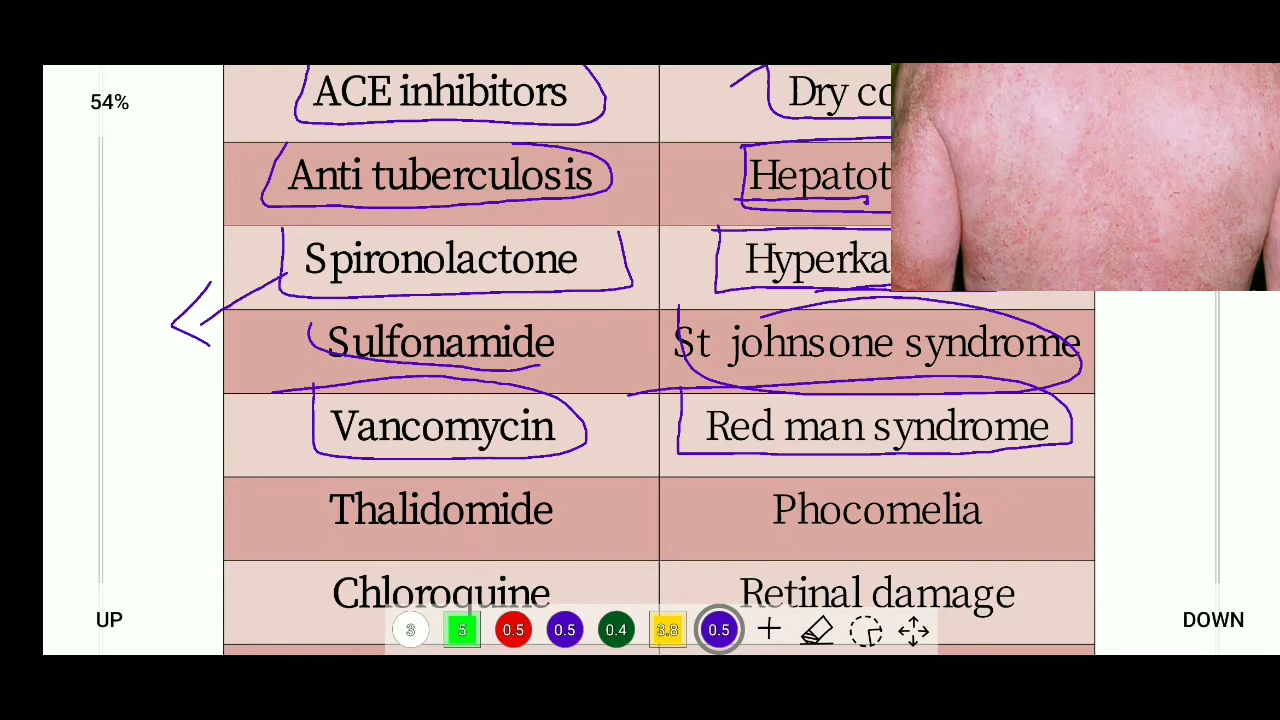 54%
ACE inhibitors Dry co
Anti tuberculosis Hepatot
Spironolactone Hyperka
Sulfonamide St johnsone syndrome
Vancomycin Red man syndrome
Thalidomide Phocomelia
Chloroquine Retinal damage
UP 3 5 0.5 0.5 0.4 3.8 0.5 DOWN